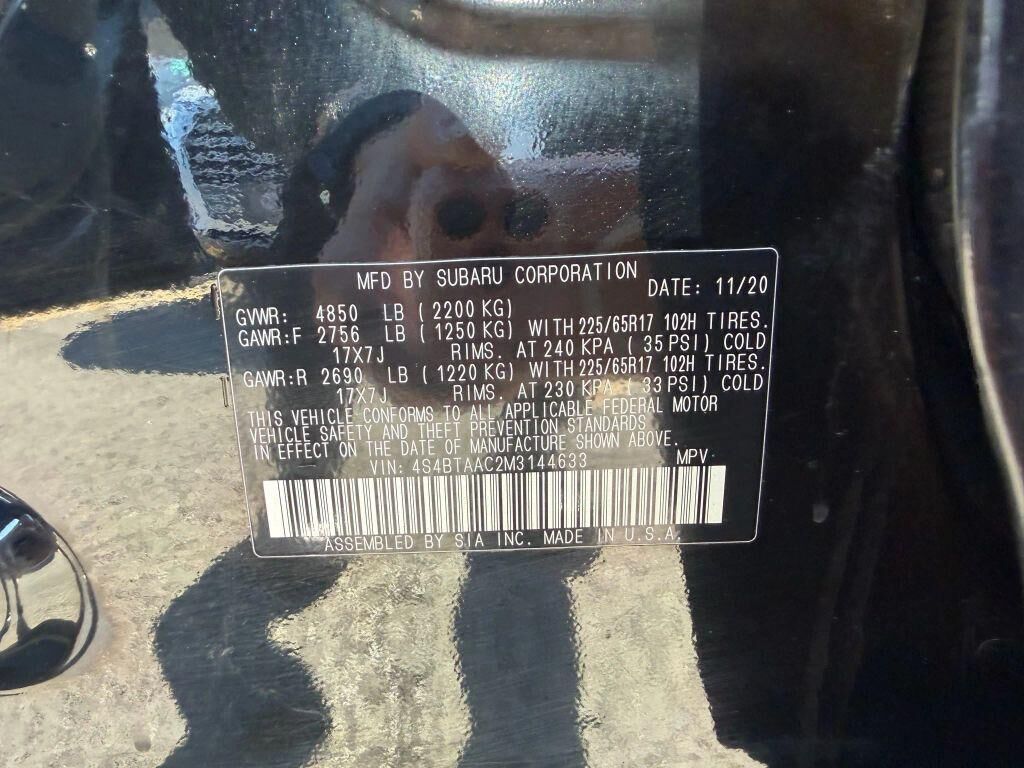 MFD BY SUBARU CORPORATION
DATE: 11/20
GVWR: 4850 LB (2200 KG)
GAWR:F 2756 LB (1250 KG) WITH 225/65R17 102H TIRES.
17X7J RIMS. AT 240 KPA (35 PSI) COLD
GAWR:R 2690 LB (1220 KG) WITH 225/65R17 102H TIRES.
17X7J RIMS. AT 230 KPA (33 PSI) COLD
THIS VEHICLE CONFORMS TO ALL APPLICABLE FEDERAL MOTOR
VEHICLE SAFETY AND THEFT PREVENTION STANDARDS
IN EFFECT ON THE DATE OF MANUFACTURE SHOWN ABOVE.
VIN: 4S4BTAAC2M3144633 MPV
ASSEMBLED BY SIA INC. MADE IN U.S.A.